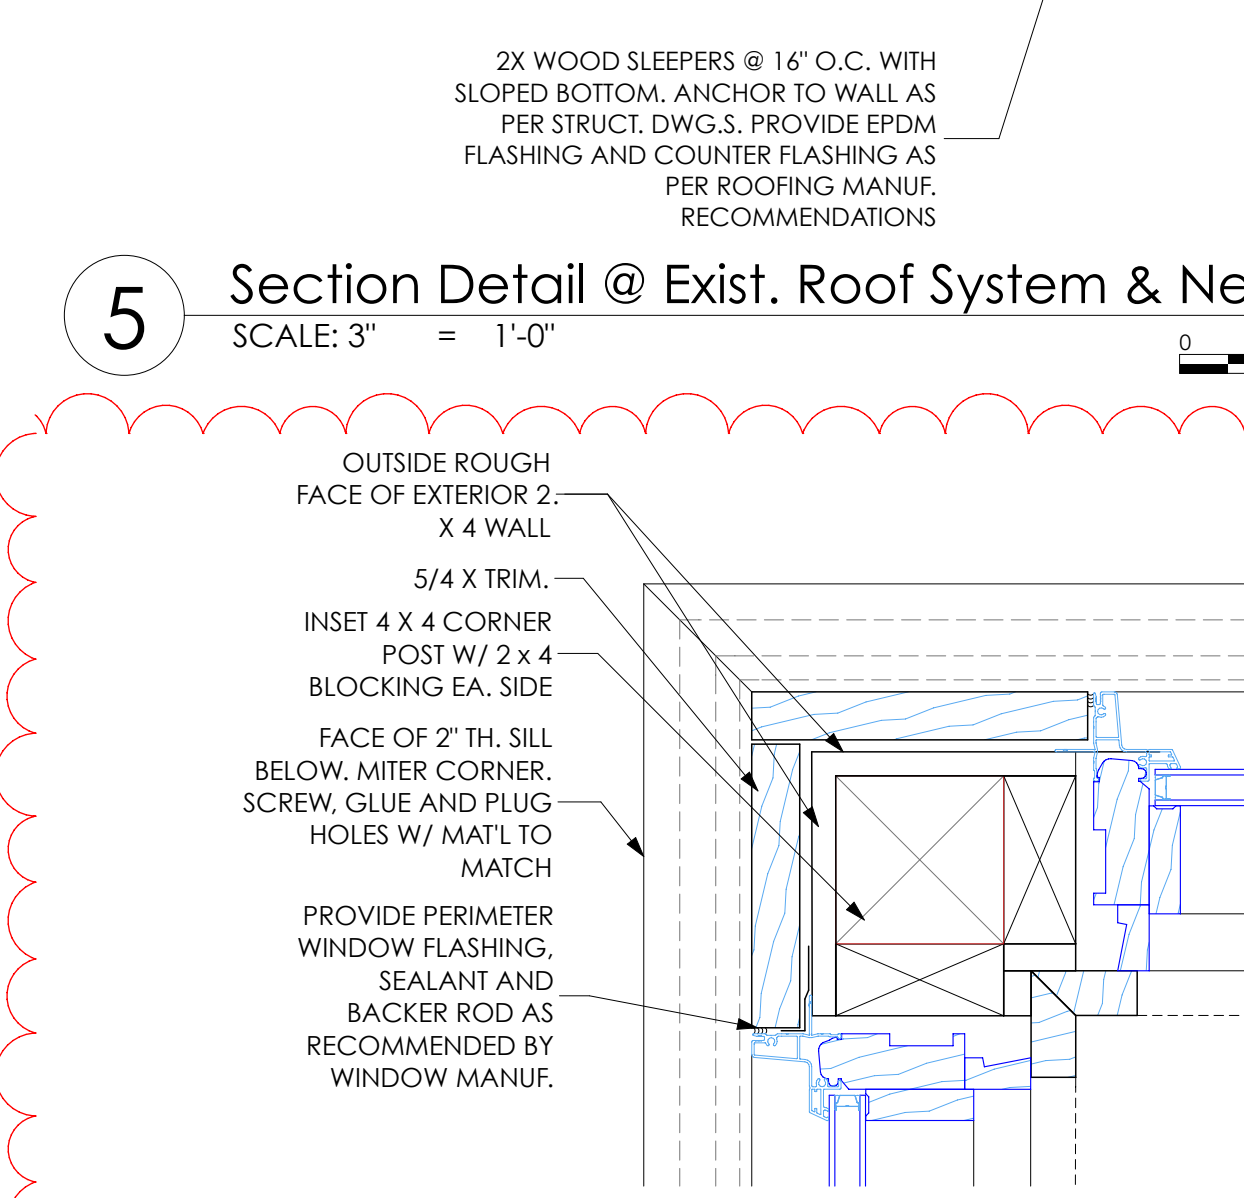 2X WOOD SLEEPERS @ 16" O.C. WITH
SLOPED BOTTOM. ANCHOR TO WALL AS
PER STRUCT. DWG.S. PROVIDE EPDM
FLASHING AND COUNTER FLASHING AS
PER ROOFING MANUF.
RECOMMENDATIONS
5
Section Detail @ Exist. Roof System & Ne
SCALE: 3" = 1'-0"
0
OUTSIDE ROUGH
FACE OF EXTERIOR 2.
X 4 WALL
5/4 X TRIM.
INSET 4 X 4 CORNER
POST W/ 2 x 4
BLOCKING EA. SIDE
FACE OF 2" TH. SILL
BELOW. MITER CORNER.
SCREW, GLUE AND PLUG
HOLES W/ MAT'L TO
MATCH
PROVIDE PERIMETER
WINDOW FLASHING,
SEALANT AND
BACKER ROD AS
RECOMMENDED BY
WINDOW MANUF.